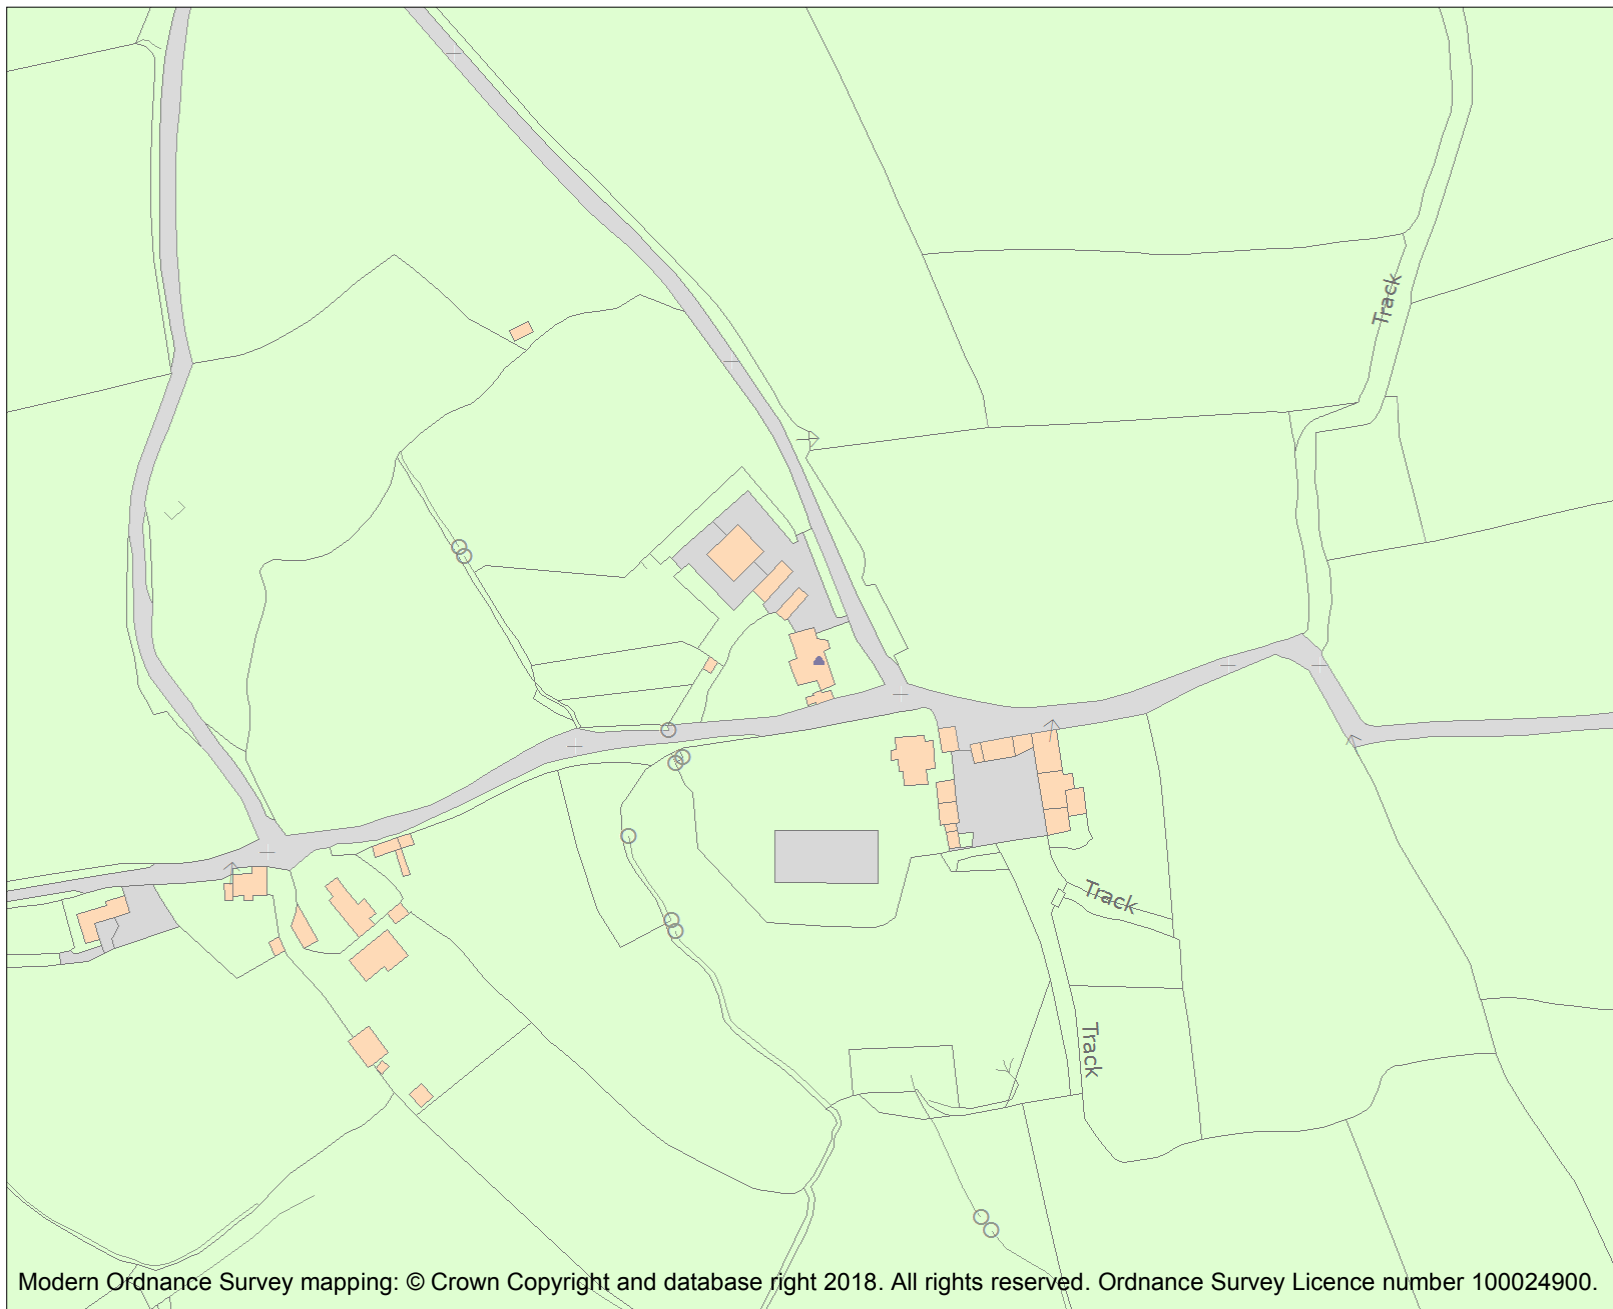 Track
Track
Track
Modern Ordnance Survey mapping: © Crown Copyright and database right 2018. All rights reserved. Ordnance Survey Licence number 100024900.